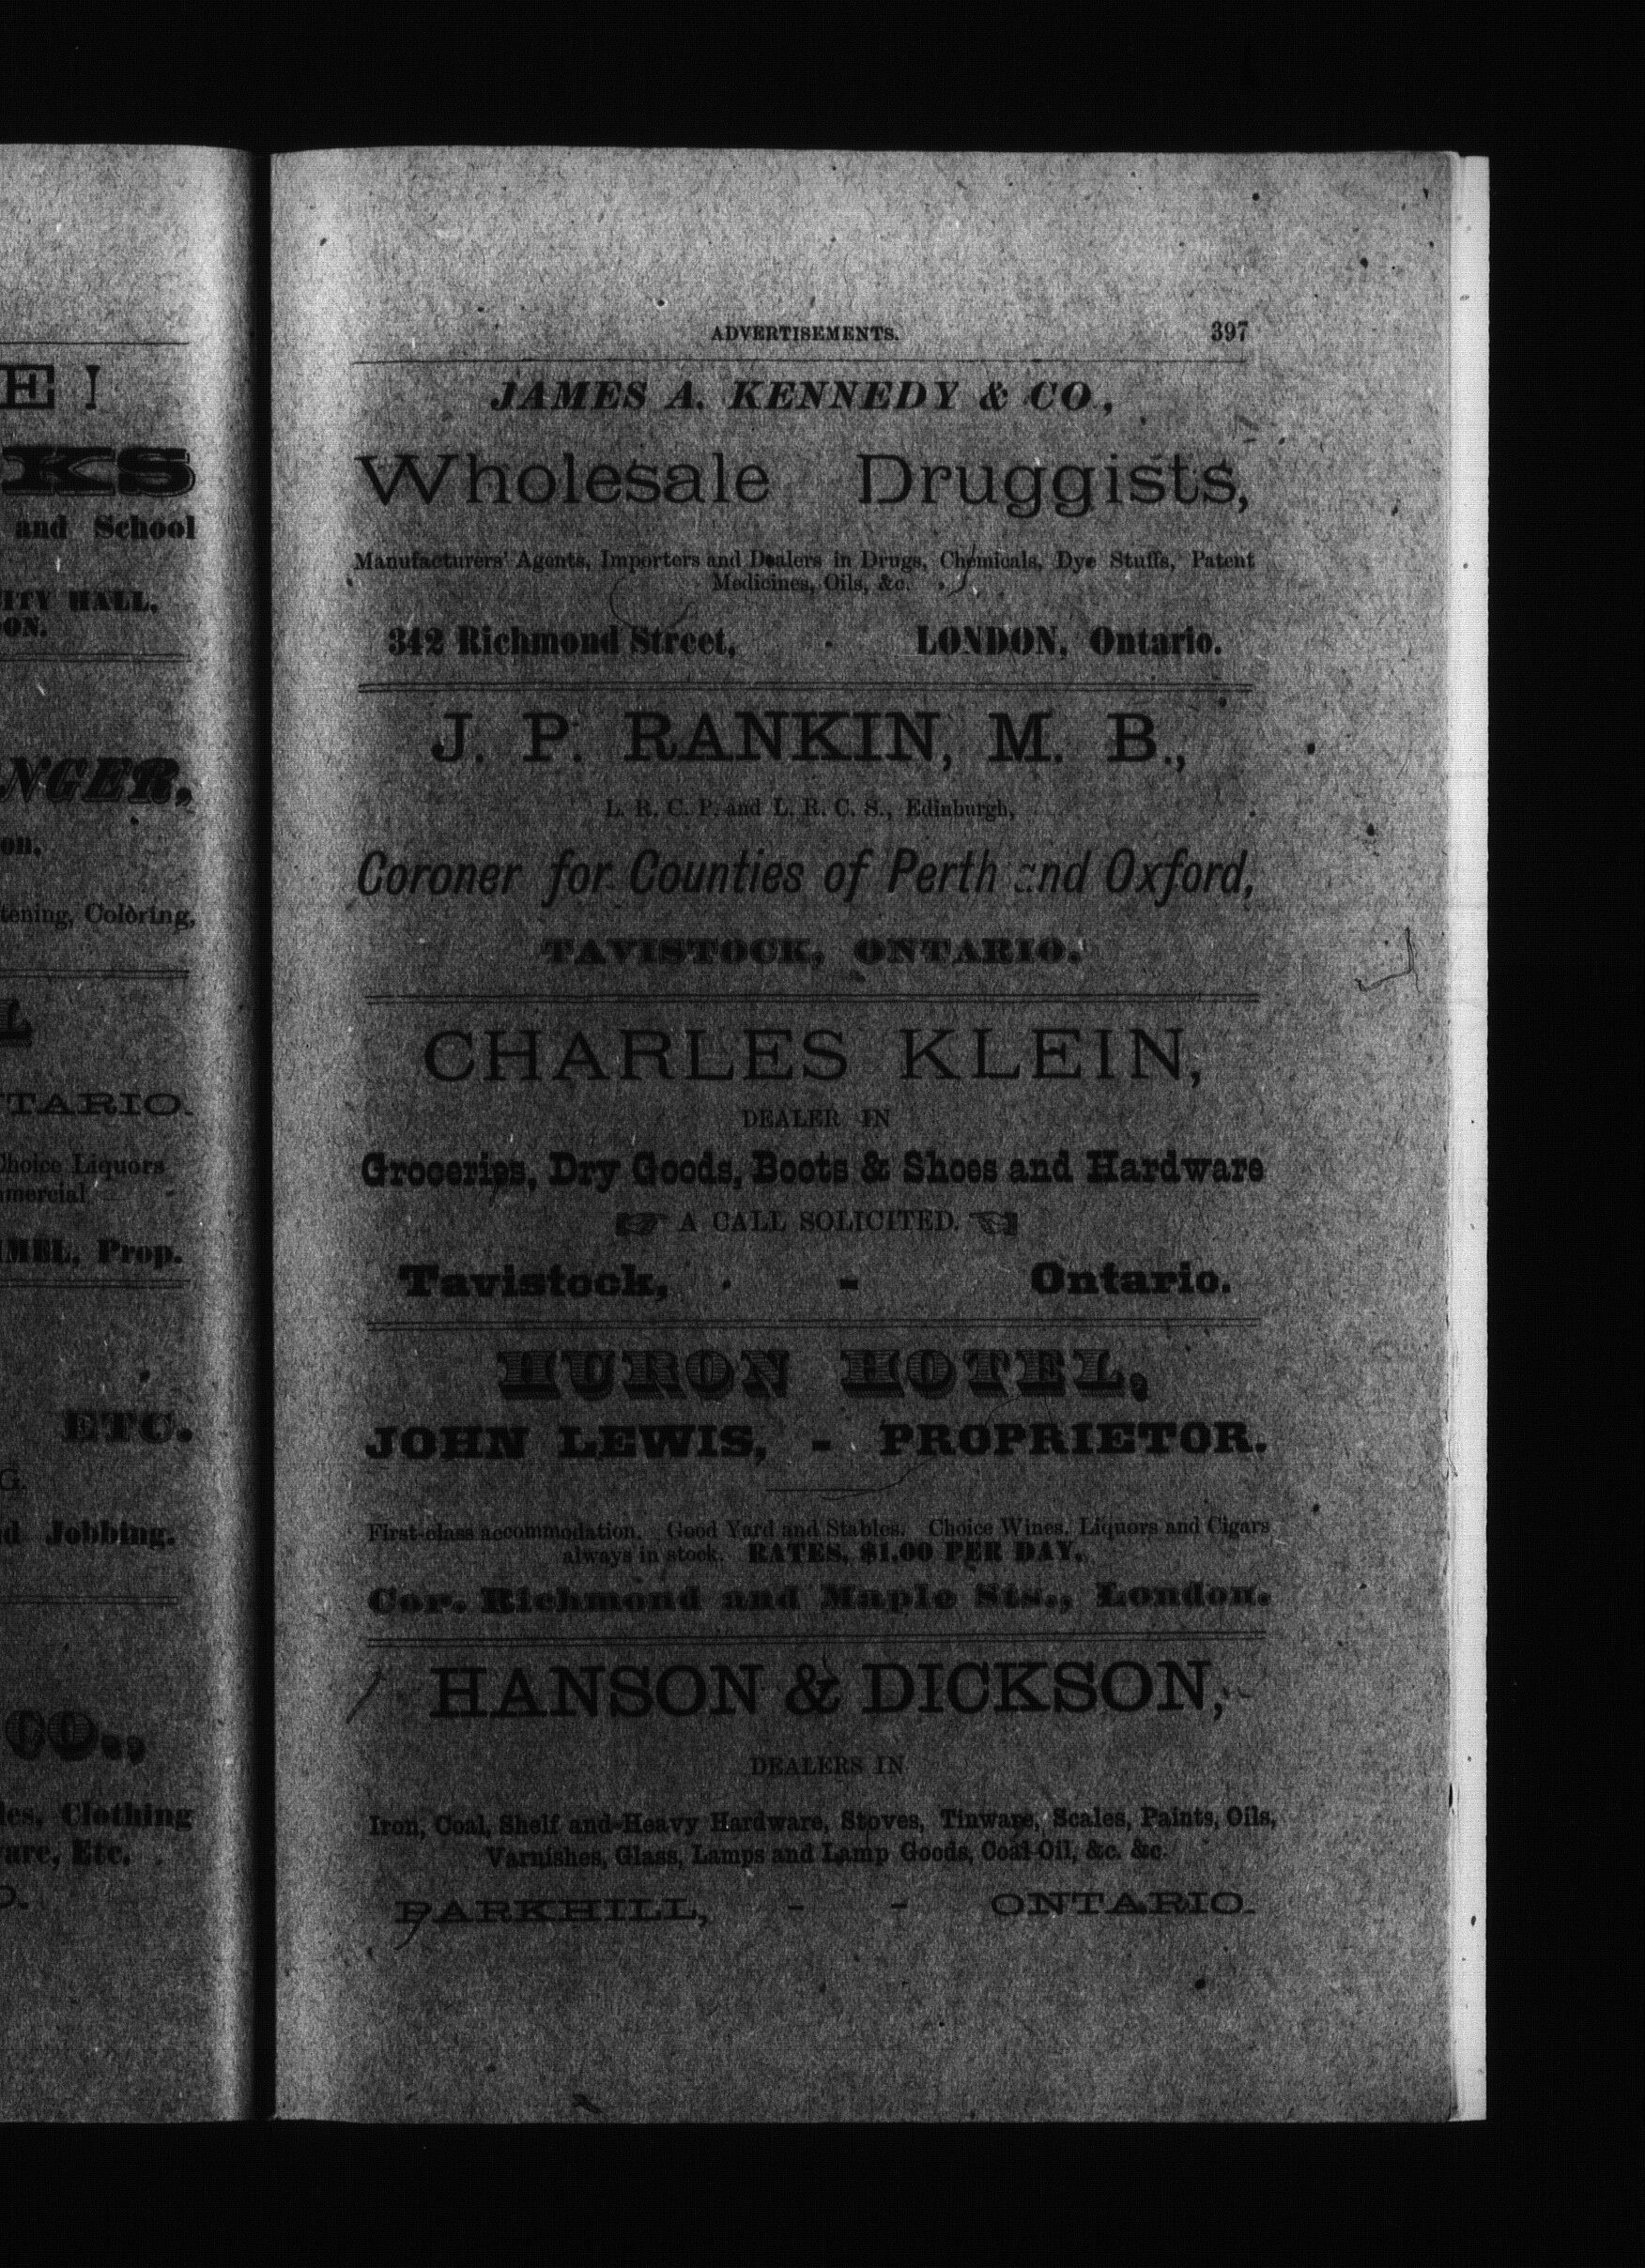 E!
KS
and School
ITY HALL.
ON.
NGER,
on.
tening, Coloring,
L
TARIO.
Choice Liquors
mmercial
MEL, Prop.
ETC.
G.
d Jobbing.
CO.,
les, Clothing
are, Etc.
O.
ADVERTISEMENTS. 397
JAMES A. KENNEDY & CO.,
Wholesale Druggists,
Manufacturers' Agents, Importers and Dealers in Drugs, Chemicals, Dye Stuffs, Patent
Medicines, Oils, &c.
342 Richmond Street, - LONDON, Ontario.
J. P. RANKIN, M. B.,
L. R. C. P. and L. R. C. S., Edinburgh,
Coroner for Counties of Perth and Oxford,
TAVISTOCK, ONTARIO.
CHARLES KLEIN,
DEALER IN
Groceries, Dry Goods, Boots & Shoes and Hardware
A CALL SOLICITED.
Tavistock, - - Ontario.
HURON HOTEL,
JOHN LEWIS, - PROPRIETOR.
First-class accommodation. Good Yard and Stables. Choice Wines, Liquors and Cigars
always in stock. RATES, $1.00 PER DAY.
Cor. Richmond and Maple Sts., London.
HANSON & DICKSON,
DEALERS IN
Iron, Coal, Shelf and Heavy Hardware, Stoves, Tinware, Scales, Paints, Oils,
Varnishes, Glass, Lamps and Lamp Goods, Coal Oil, &c. &c.
PARKHILL, - - ONTARIO.